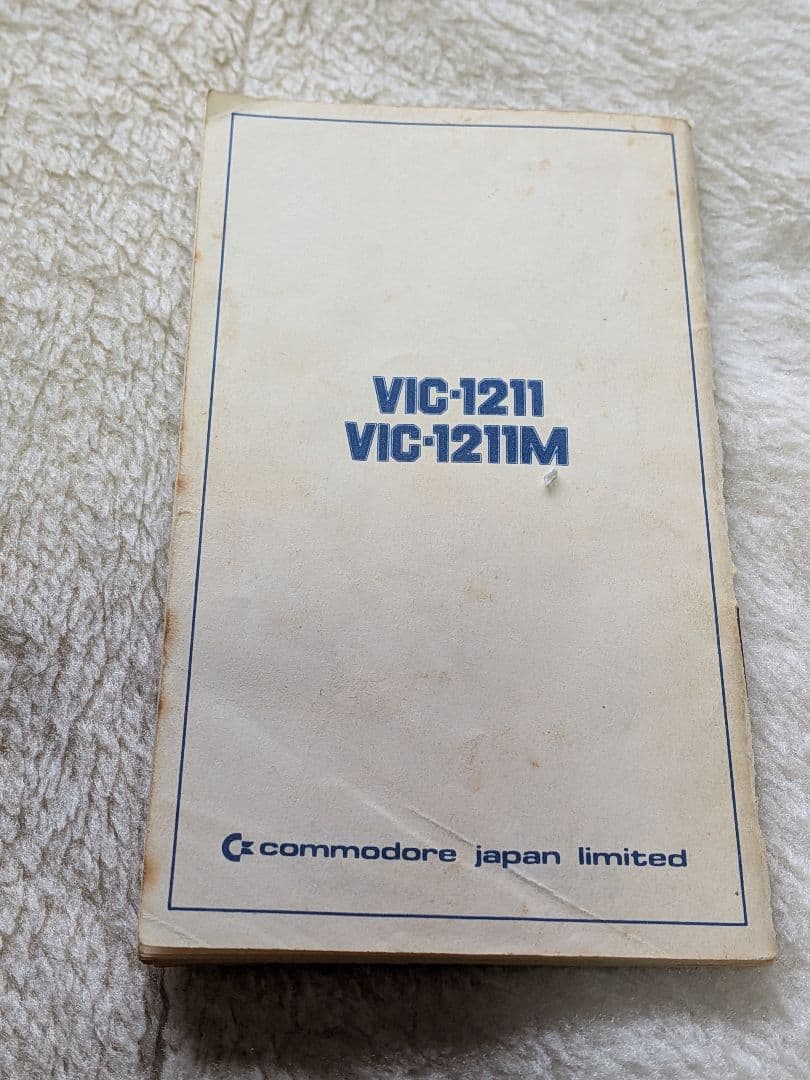 VIC-1211
VIC-1211M
commodore japan limited